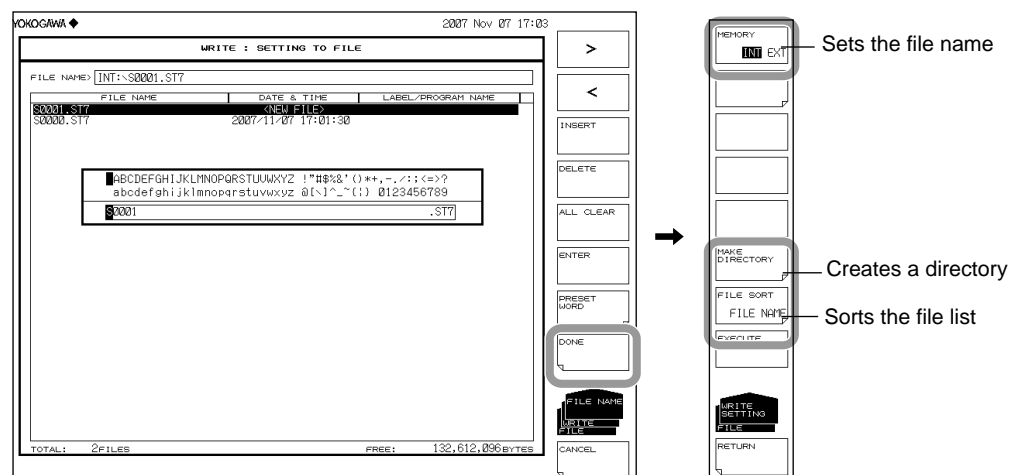 YOKOGAWA ◆
2007 Nov 07 17:03
WRITE : SETTING TO FILE
FILE NAME> INT:\S0001.ST7
FILE NAME DATE & TIME LABEL/PROGRAM NAME
S0001.ST7 <NEW FILE>
S0000.ST7 2007/11/07 17:01:30
ABCDEFGHIJKLMNOPQRSTUVWXYZ !"#$%&'()*+,-./:;<=>?
abcdefghijklmnopqrstuvwxyz @[\]^_~{¦} 0123456789
S0001 .ST7
TOTAL: 2FILES FREE: 132,612,096BYTES
>
<
INSERT
DELETE
ALL CLEAR
ENTER
PRESET
WORD
DONE
FILE NAME
WRITE
FILE
CANCEL
MEMORY
INT EXT
MAKE
DIRECTORY
FILE SORT
FILE NAME
EXECUTE
WRITE
SETTING
FILE
RETURN
Sets the file name
Creates a directory
Sorts the file list